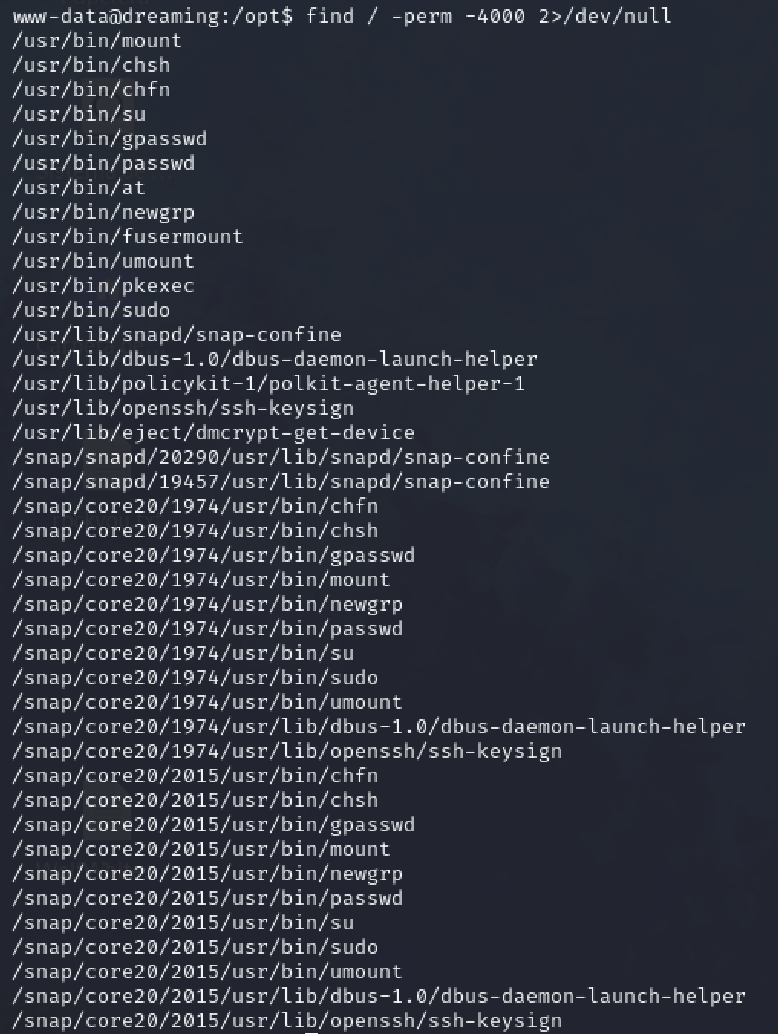 www-data@dreaming:/opt$ find / -perm -4000 2>/dev/null
/usr/bin/mount
/usr/bin/chsh
/usr/bin/chfn
/usr/bin/su
/usr/bin/gpasswd
/usr/bin/passwd
/usr/bin/at
/usr/bin/newgrp
/usr/bin/fusermount
/usr/bin/umount
/usr/bin/pkexec
/usr/bin/sudo
/usr/lib/snapd/snap-confine
/usr/lib/dbus-1.0/dbus-daemon-launch-helper
/usr/lib/policykit-1/polkit-agent-helper-1
/usr/lib/openssh/ssh-keysign
/usr/lib/eject/dmcrypt-get-device
/snap/snapd/20290/usr/lib/snapd/snap-confine
/snap/snapd/19457/usr/lib/snapd/snap-confine
/snap/core20/1974/usr/bin/chfn
/snap/core20/1974/usr/bin/chsh
/snap/core20/1974/usr/bin/gpasswd
/snap/core20/1974/usr/bin/mount
/snap/core20/1974/usr/bin/newgrp
/snap/core20/1974/usr/bin/passwd
/snap/core20/1974/usr/bin/su
/snap/core20/1974/usr/bin/sudo
/snap/core20/1974/usr/bin/umount
/snap/core20/1974/usr/lib/dbus-1.0/dbus-daemon-launch-helper
/snap/core20/1974/usr/lib/openssh/ssh-keysign
/snap/core20/2015/usr/bin/chfn
/snap/core20/2015/usr/bin/chsh
/snap/core20/2015/usr/bin/gpasswd
/snap/core20/2015/usr/bin/mount
/snap/core20/2015/usr/bin/newgrp
/snap/core20/2015/usr/bin/passwd
/snap/core20/2015/usr/bin/su
/snap/core20/2015/usr/bin/sudo
/snap/core20/2015/usr/bin/umount
/snap/core20/2015/usr/lib/dbus-1.0/dbus-daemon-launch-helper
/snap/core20/2015/usr/lib/openssh/ssh-keysign